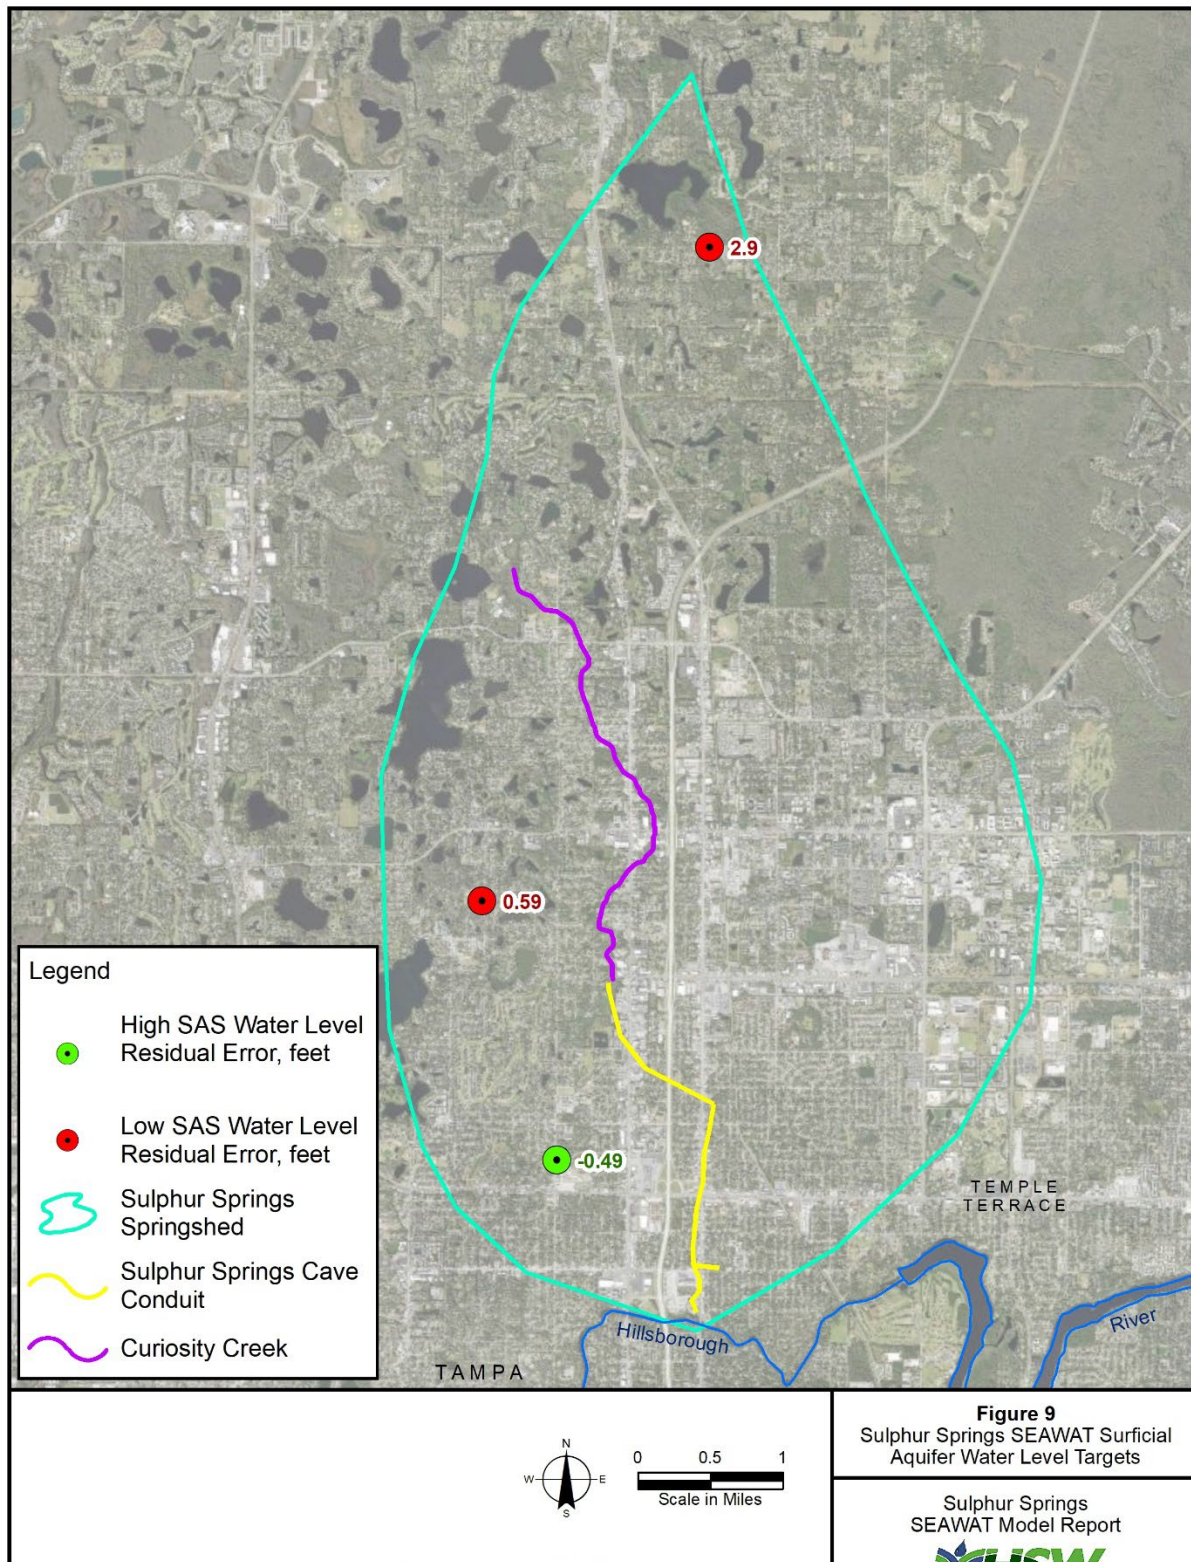 2.9
0.59
-0.49
Legend
High SAS Water Level
Residual Error, feet
Low SAS Water Level
Residual Error, feet
Sulphur Springs
Springshed
Sulphur Springs Cave
Conduit
Curiosity Creek
TEMPLE
TERRACE
Hillsborough
River
TAMPA
N
W
E
S
0 0.5 1
Scale in Miles
Figure 9
Sulphur Springs SEAWAT Surficial
Aquifer Water Level Targets
Sulphur Springs
SEAWAT Model Report
HSW